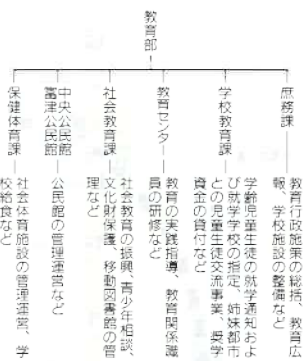 教育部
庶務課
教育行政施策の総括、教育広
報、学校施設の整備など
学校教育課
学齢児童生徒の就学通知およ
び就学学校の指定、姉妹都市
との児童生徒交流事業、奨学
資金の貸付など
教育センター
教育の実践指導、教育関係職
員の研修など
社会教育課
社会教育の振興、青少年相談、
文化財保護、移動図書館の管
理など
中央公民館
富津公民館
公民館の管理運営など
保健体育課
社会体育施設の管理運営、学
校給食など